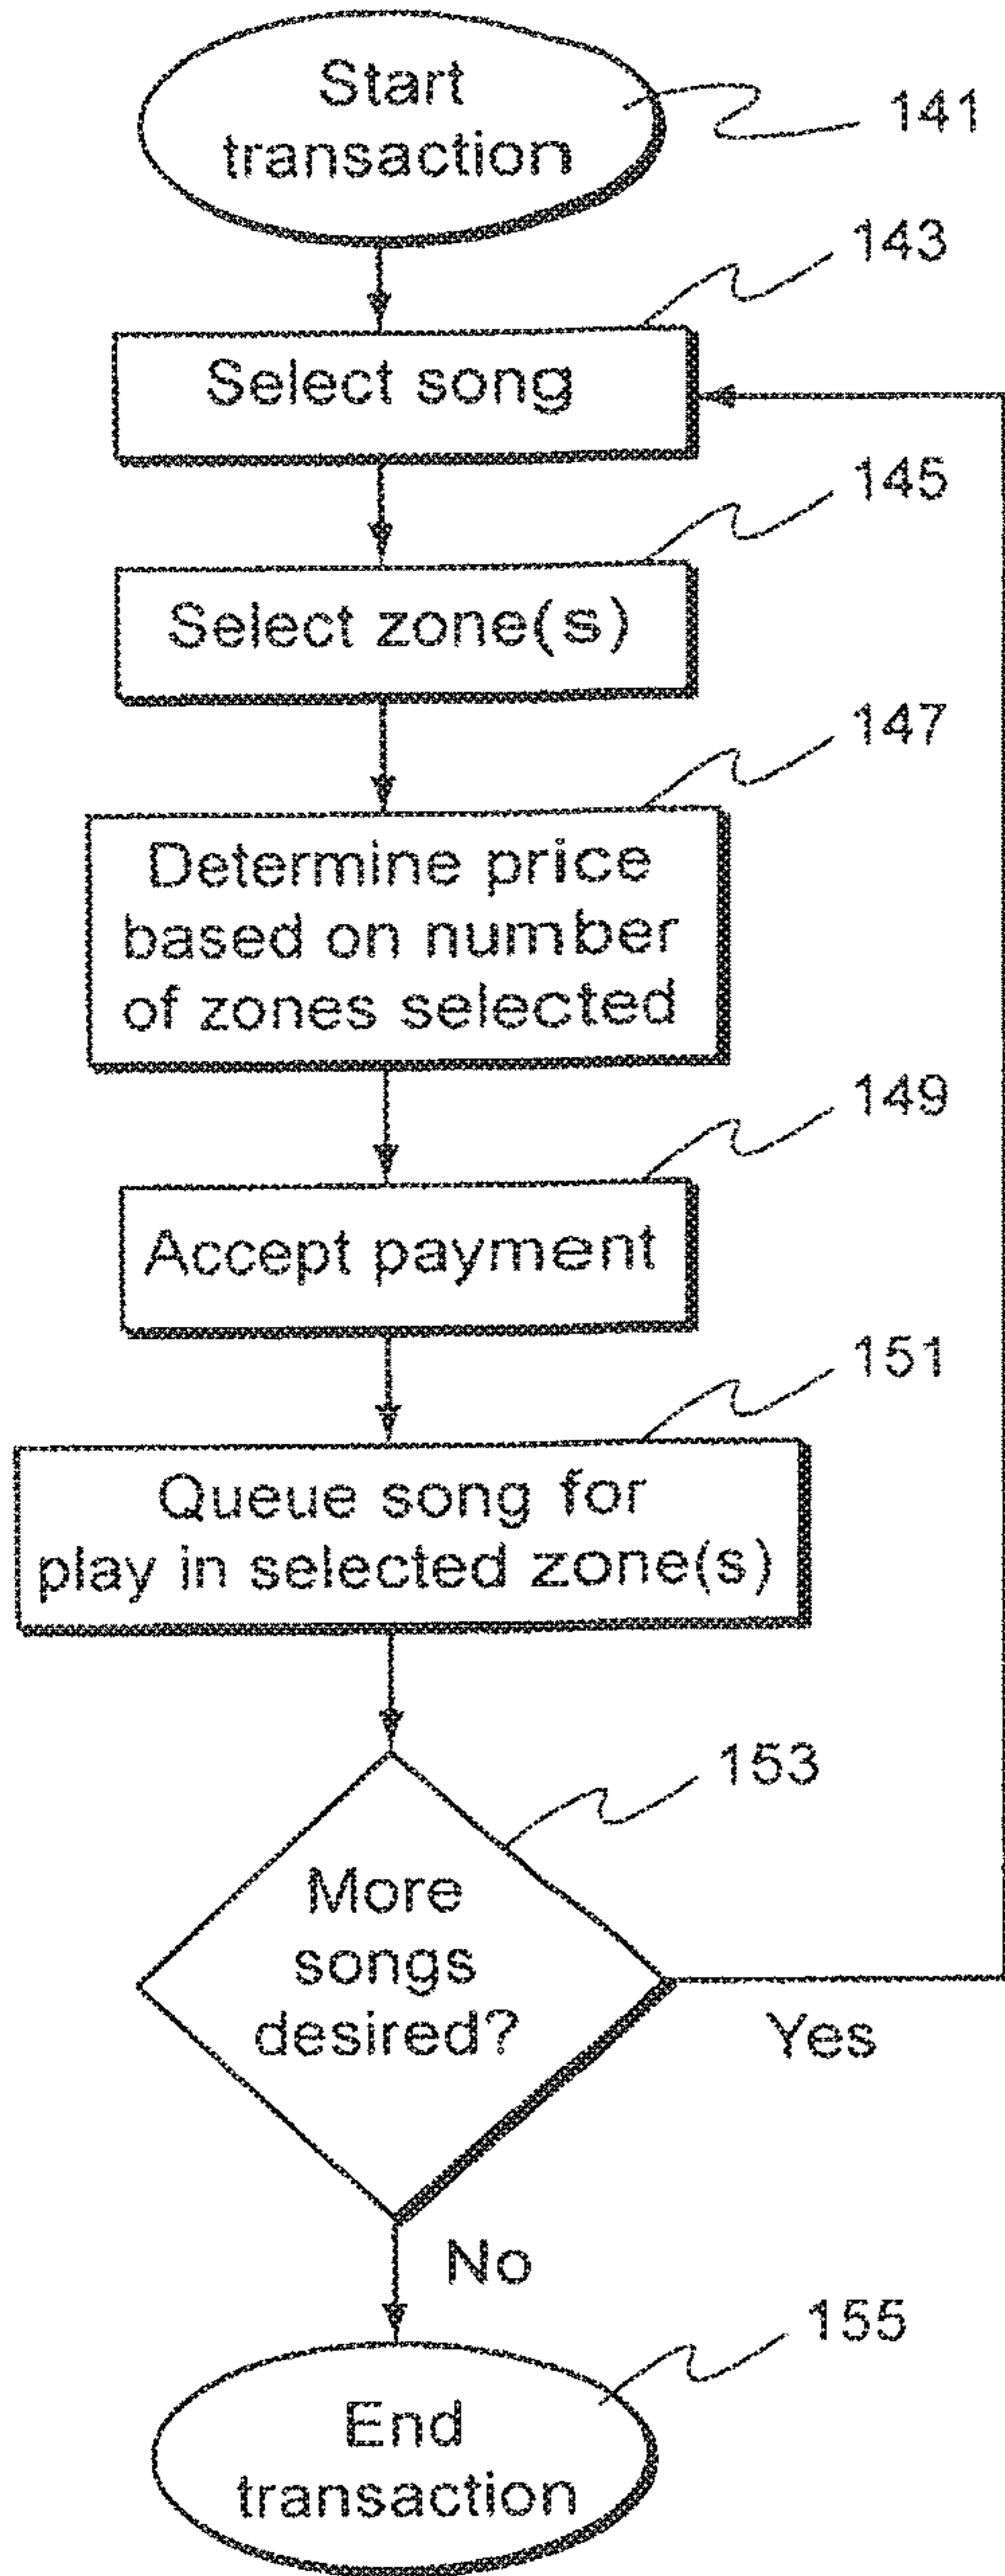 Start
transaction
141
143
Select song
145
Select zone(s)
147
Determine price
based on number
of zones selected
149
Accept payment
151
Queue song for
play in selected zone(s)
153
More
songs
desired?
Yes
No
155
End
transaction